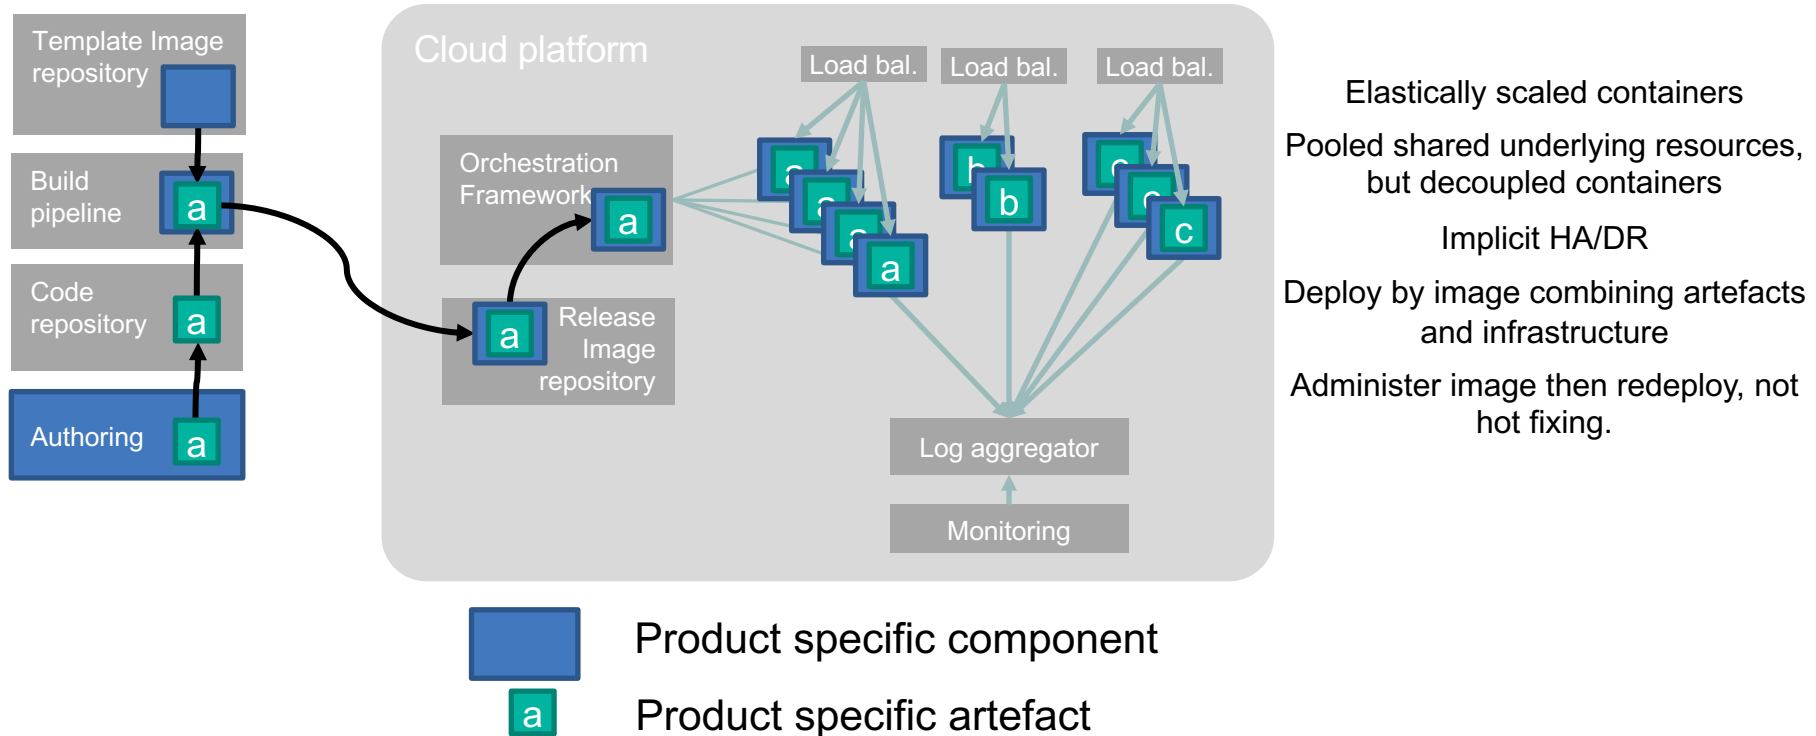 Template Image
repository
Build
pipeline
a
Code
repository
a
Authoring
a
Cloud platform
Load bal.
Load bal.
Load bal.
Orchestration
Framework
a
a
Release
Image
repository
a
a
a
a
b
b
c
c
c
Log aggregator
Monitoring
Elastically scaled containers
Pooled shared underlying resources,
but decoupled containers
Implicit HA/DR
Deploy by image combining artefacts
and infrastructure
Administer image then redeploy, not
hot fixing.
Product specific component
a
Product specific artefact